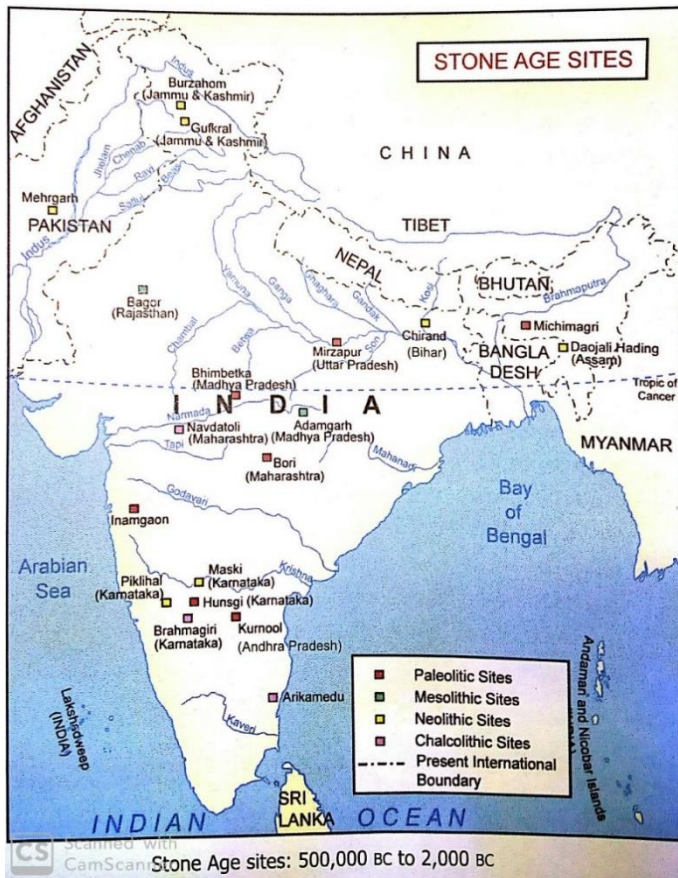 STONE AGE SITES
AFGHANISTAN
Indus
Burzahom
(Jammu & Kashmir)
Gufkral
(Jammu & Kashmir)
Jhelam
Chenab
Ravi
Beas
Satluj
CHINA
Mehrgarh
PAKISTAN
Indus
TIBET
NEPAL
BHUTAN
Brahmaputra
Bagor
(Rajasthan)
Chambal
Yamuna
Betwa
Ganga
Ghaghara
Gandak
Kosi
Son
Mirzapur
(Uttar Pradesh)
Chirand
(Bihar)
Michimagri
BANGLA
DESH
Daojali Hading
(Assam)
Tropic of
Cancer
Bhimbetka
(Madhya Pradesh)
INDIA
Narmada
Navdatoli
(Maharashtra)
Adamgarh
(Madhya Pradesh)
Tapi
Bori
(Maharashtra)
Mahanadi
MYANMAR
Godavari
Inamgaon
Bay
of
Bengal
Arabian
Sea
Maski
(Karnataka)
Krishna
Piklihal
(Karnataka)
Hunsgi (Karnataka)
Brahmagiri
(Karnataka)
Kurnool
(Andhra Pradesh)
Arikamedu
Kaveri
Lakshadweep
(INDIA)
Andaman and Nicobar Islands
(INDIA)
Paleolitic Sites
Mesolithic Sites
Neolithic Sites
Chalcolithic Sites
Present International
Boundary
SRI
LANKA
INDIAN OCEAN
CS Scanned with
CamScanner
Stone Age sites: 500,000 BC to 2,000 BC